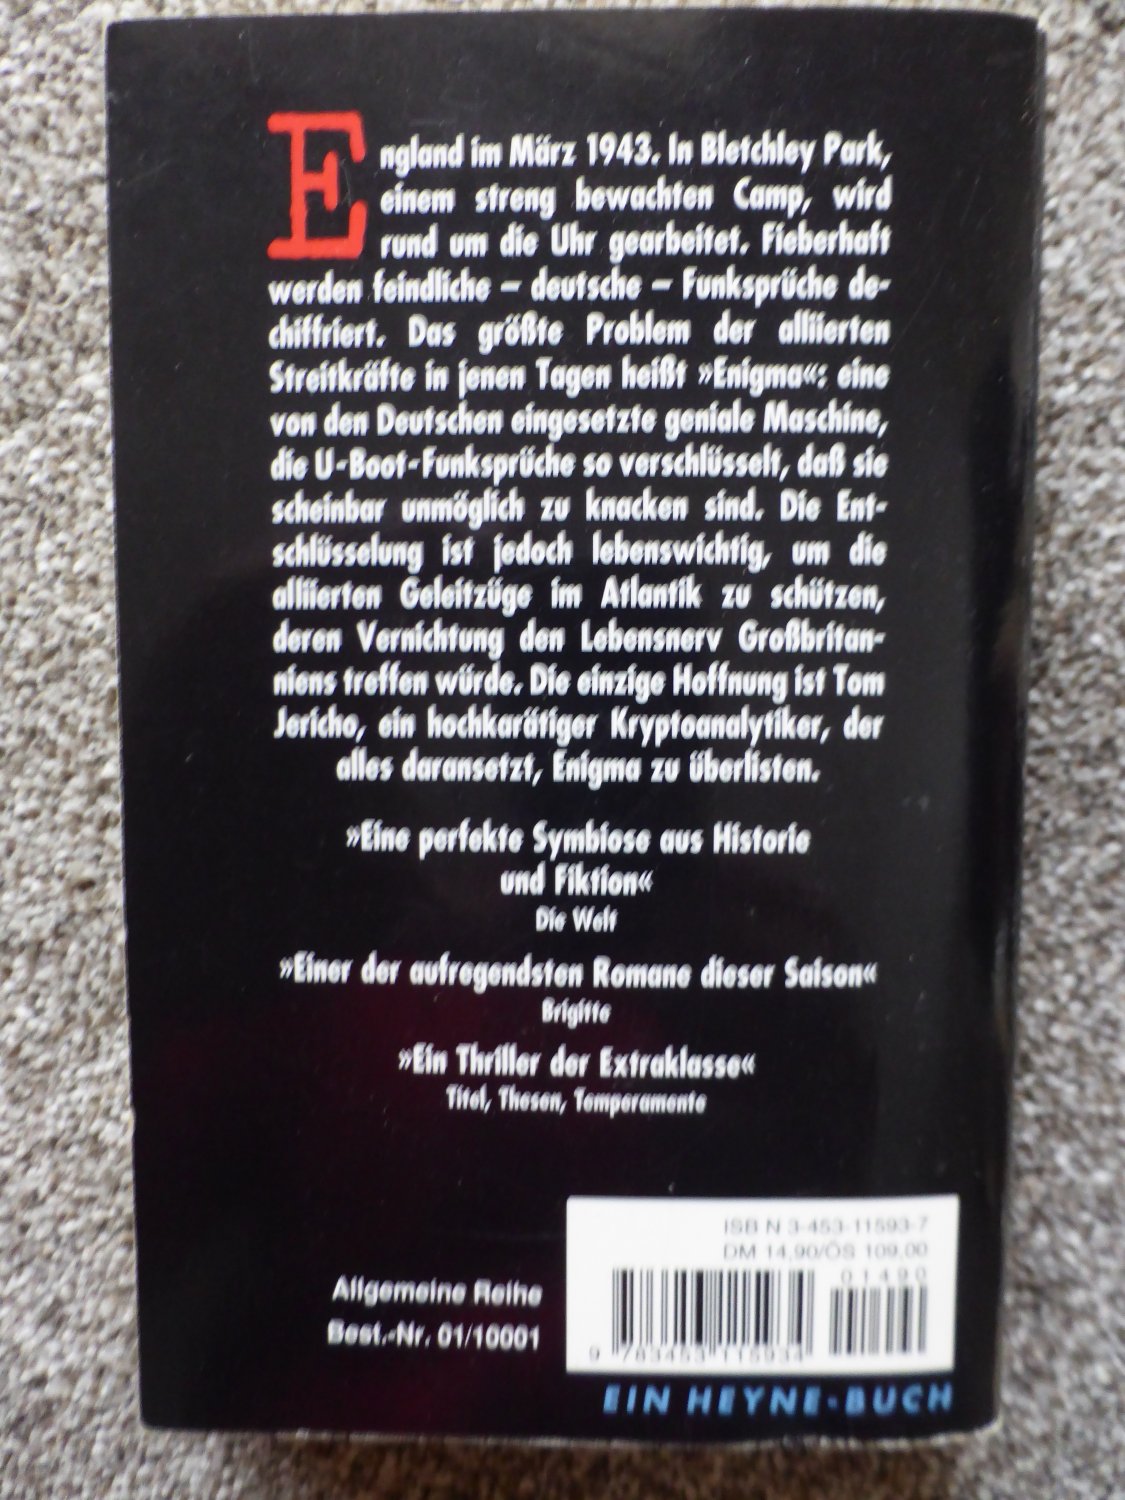 England im März 1943. In Bletchley Park,
einem streng bewachten Camp, wird
rund um die Uhr gearbeitet. Fieberhaft
werden feindliche – deutsche – Funksprüche de-
chiffriert. Das größte Problem der alliierten
Streitkräfte in jenen Tagen heißt »Enigma«: eine
von den Deutschen eingesetzte geniale Maschine,
die U-Boot-Funksprüche so verschlüsselt, daß sie
scheinbar unmöglich zu knacken sind. Die Ent-
schlüsselung ist jedoch lebenswichtig, um die
alliierten Geleitzüge im Atlantik zu schützen,
deren Vernichtung den Lebensnerv Großbritan-
niens treffen würde. Die einzige Hoffnung ist Tom
Jericho, ein hochkarätiger Kryptoanalytiker, der
alles daransetzt, Enigma zu überlisten.
»Eine perfekte Symbiose aus Historie
und Fiktion«
Die Welt
»Einer der aufregendsten Romane dieser Saison«
Brigitte
»Ein Thriller der Extraklasse«
Titel, Thesen, Temperamente
ISBN 3-453-11593-7
DM 14,90/ÖS 109,00
01490
9 783453 115934
Allgemeine Reihe
Best.-Nr. 01/10001
EIN HEYNE-BUCH